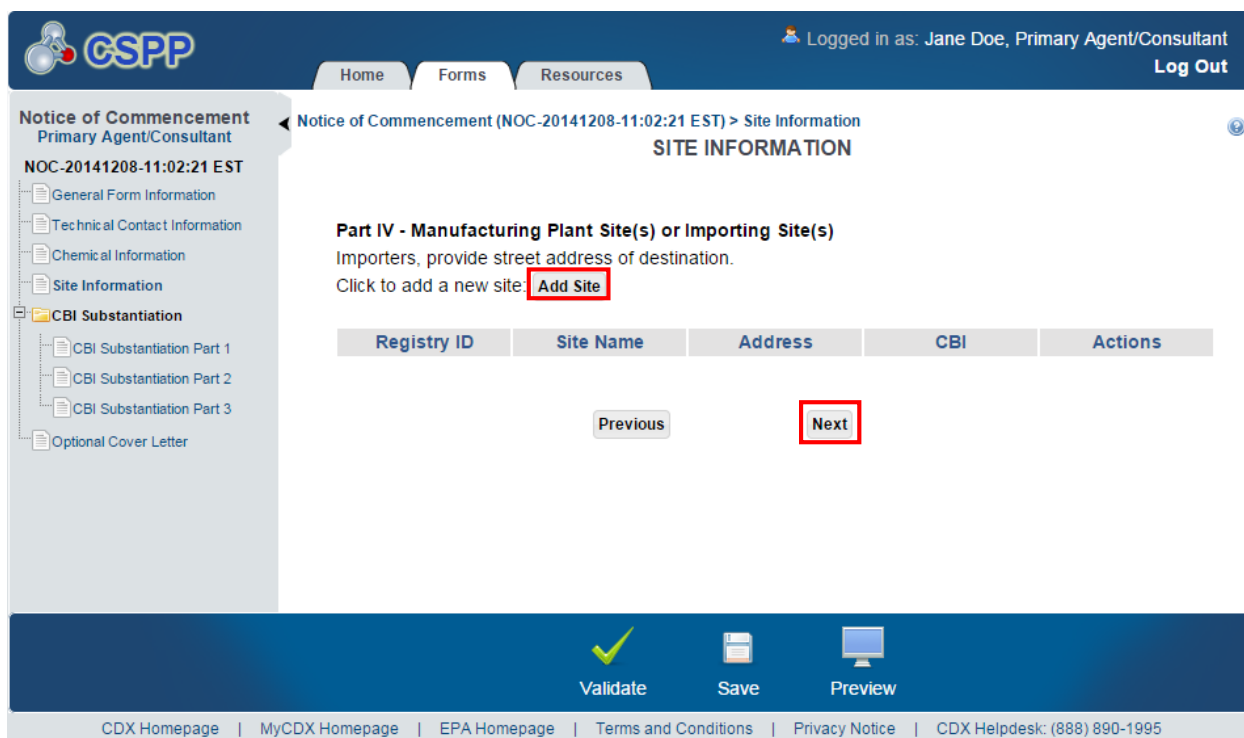 CSPP
Logged in as: Jane Doe, Primary Agent/Consultant
Log Out
Home Forms Resources
Notice of Commencement
Primary Agent/Consultant
NOC-20141208-11:02:21 EST
General Form Information
Technical Contact Information
Chemical Information
Site Information
CBI Substantiation
CBI Substantiation Part 1
CBI Substantiation Part 2
CBI Substantiation Part 3
Optional Cover Letter
Notice of Commencement (NOC-20141208-11:02:21 EST) > Site Information
SITE INFORMATION
Part IV - Manufacturing Plant Site(s) or Importing Site(s)
Importers, provide street address of destination.
Click to add a new site: Add Site
Registry ID Site Name Address CBI Actions
Previous Next
Validate Save Preview
CDX Homepage | MyCDX Homepage | EPA Homepage | Terms and Conditions | Privacy Notice | CDX Helpdesk: (888) 890-1995